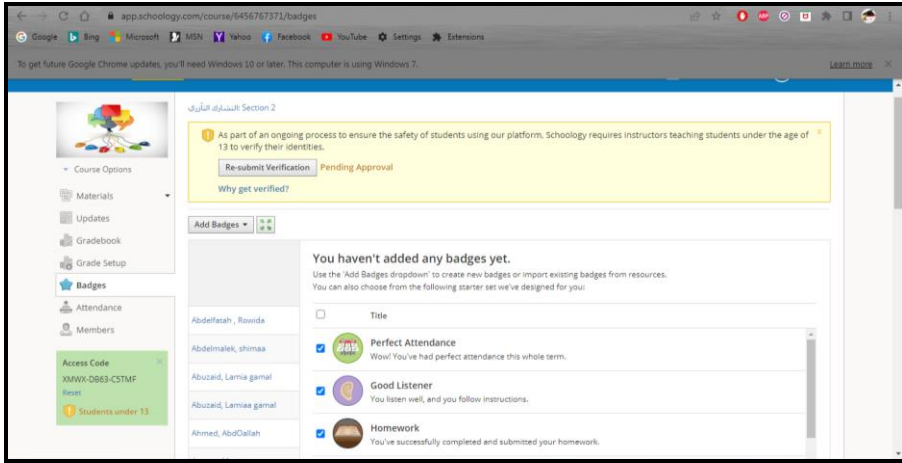 app.schoology.com/course/6456767371/badges
Google Bing Microsoft MSN Yahoo Facebook YouTube Settings Extensions
To get future Google Chrome updates, you'll need Windows 10 or later. This computer is using Windows 7.
Learn more
Section 2
As part of an ongoing process to ensure the safety of students using our platform, Schoology requires instructors teaching students under the age of
13 to verify their identities.
Re-submit Verification Pending Approval
Why get verified?
Course Options
Materials
Updates
Gradebook
Grade Setup
Badges
Attendance
Members
Access Code
XMWX-DB63-C5TMF
Reset
Students under 13
Add Badges
You haven't added any badges yet.
Use the 'Add Badges dropdown' to create new badges or import existing badges from resources.
You can also choose from the following starter set we've designed for you:
Title
Abdelfatah , Rowida
Abdelmalek, shimaa
Abuzaid, Lamia gamal
Abuzaid, Lamiaa gamal
Ahmed, AbdOallah
Perfect Attendance
Wow! You've had perfect attendance this whole term.
Good Listener
You listen well, and you follow instructions.
Homework
You've successfully completed and submitted your homework.